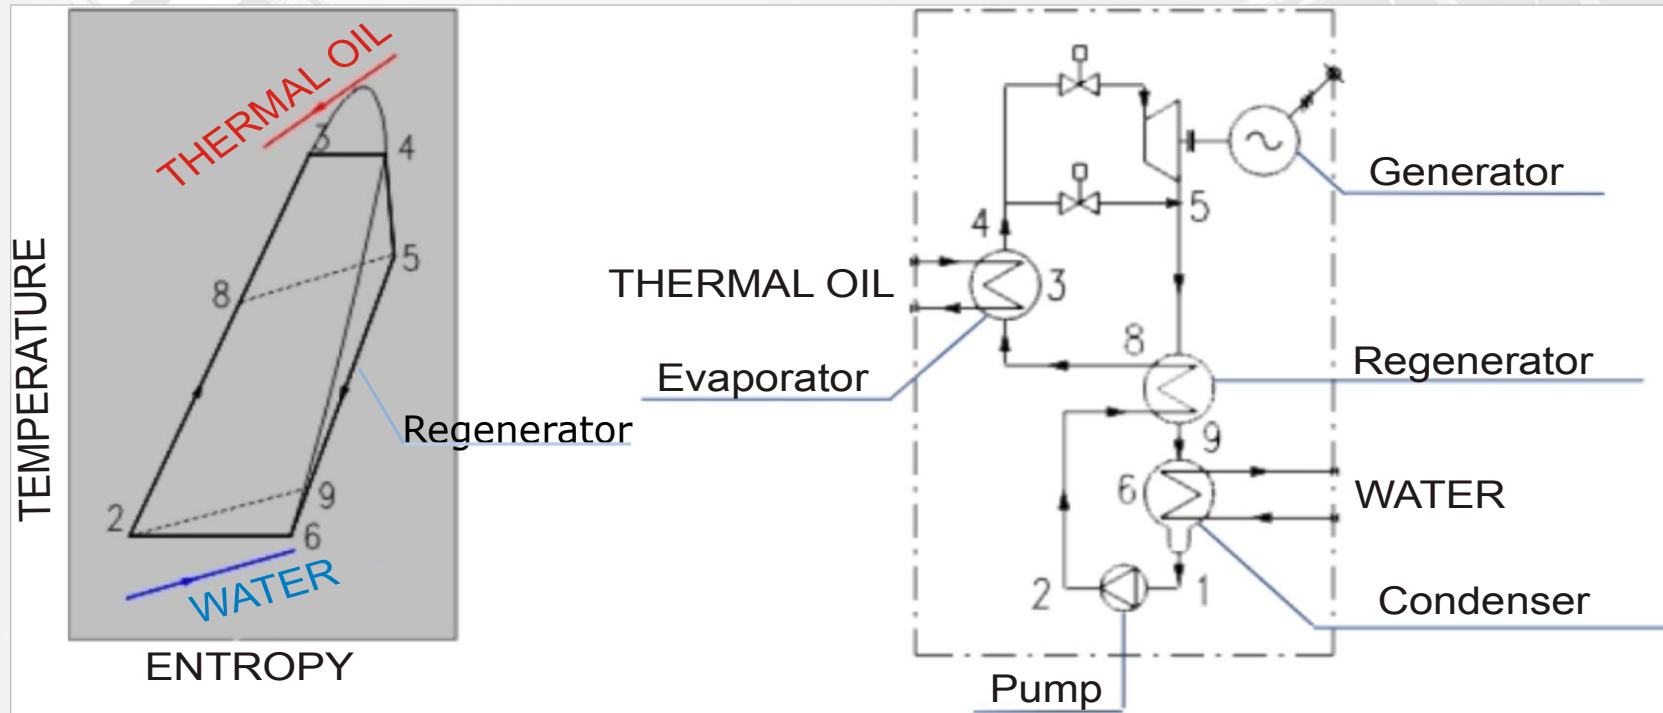 THERMAL OIL
3
4
5
8
Regenerator
2
9
6
WATER
TEMPERATURE
ENTROPY
Generator
4
5
THERMAL OIL
3
8
Regenerator
Evaporator
9
6
WATER
2
1
Condenser
Pump